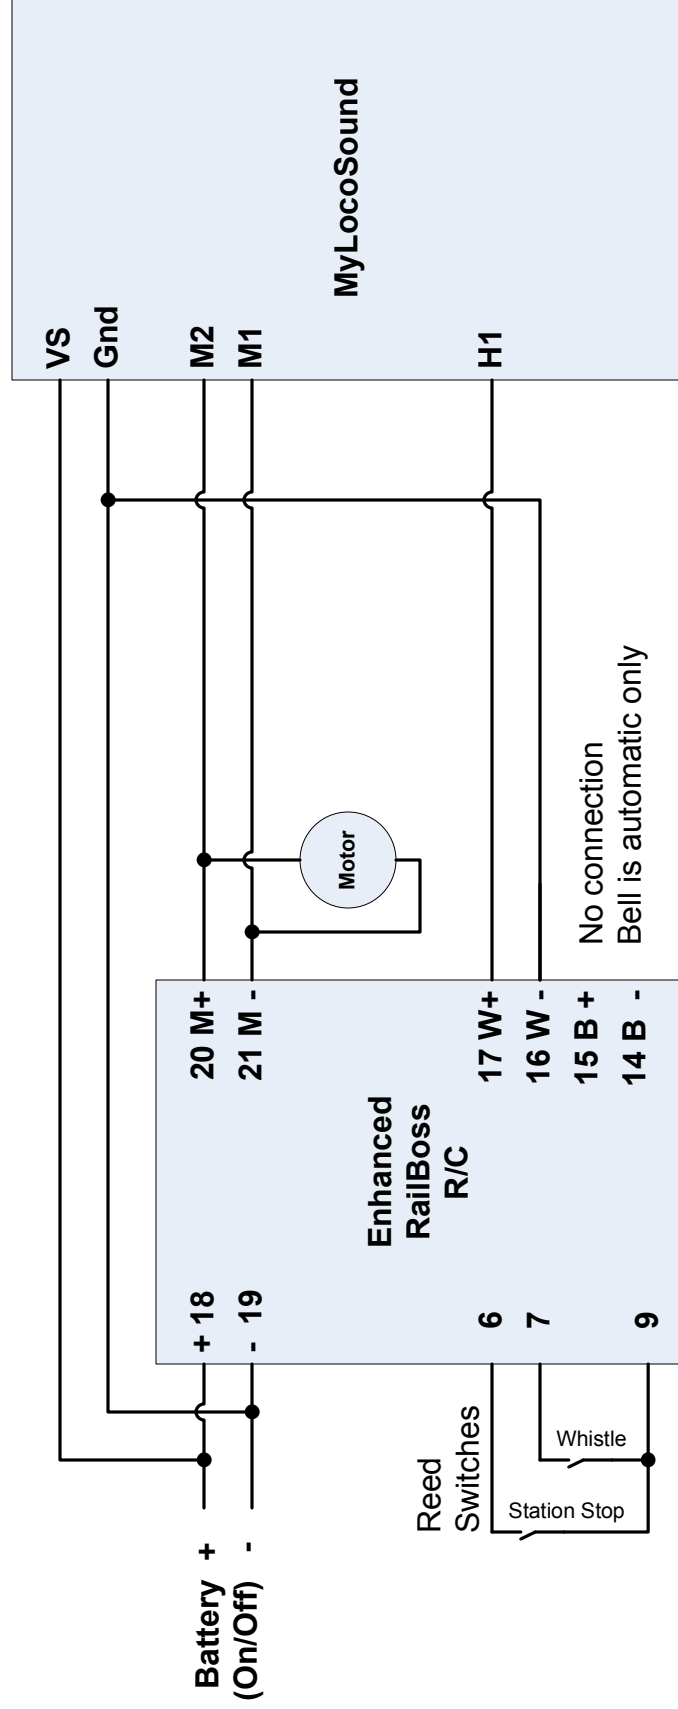 Battery +
(On/Off) -
Reed
Switches
Station Stop
Whistle
+ 18
- 19
6
7
9
Enhanced
RailBoss
R/C
20 M+
21 M -
17 W+
16 W -
15 B +
14 B -
No connection
Bell is automatic only
Motor
VS
Gnd
M2
M1
H1
MyLocoSound